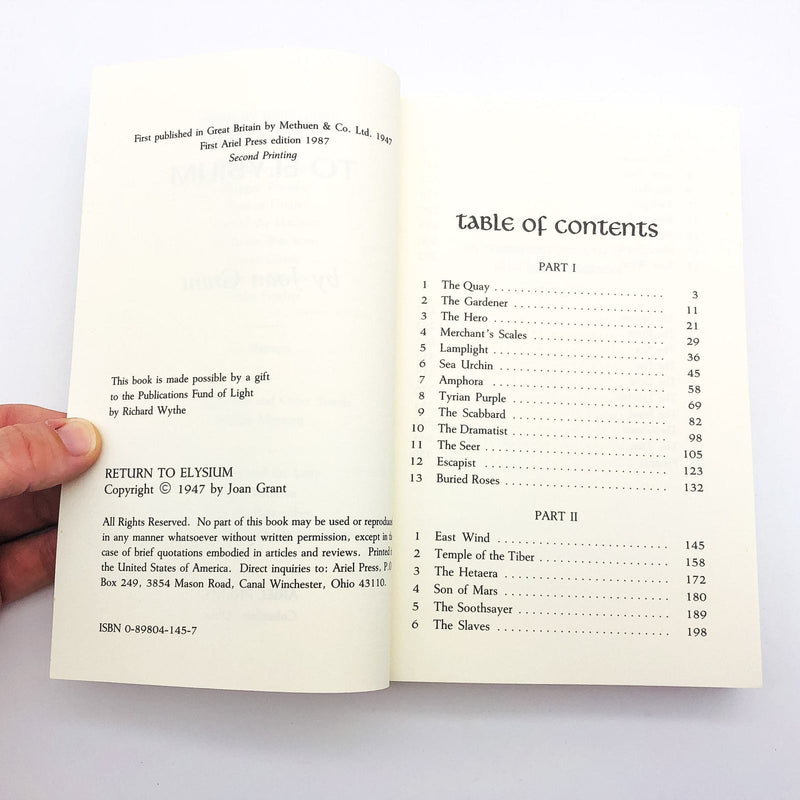 First published in Great Britain by Methuen & Co. Ltd. 1947
First Ariel Press edition 1987
Second Printing
This book is made possible by a gift
to the Publications Fund of Light
by Richard Wythe
RETURN TO ELYSIUM
Copyright © 1947 by Joan Grant
All Rights Reserved. No part of this book may be used or reproduc
in any manner whatsoever without written permission, except in
case of brief quotations embodied in articles and reviews. Printed
the United States of America. Direct inquiries to: Ariel Press, P.O
Box 249, 3854 Mason Road, Canal Winchester, Ohio 43110.
ISBN 0-89804-145-7
Table of Contents
PART I
1 The Quay . . . . . . . . . . . . . . . . . . . . . . . . . . 3
2 The Gardener . . . . . . . . . . . . . . . . . . . . . . . 11
3 The Hero . . . . . . . . . . . . . . . . . . . . . . . . . . 21
4 Merchant's Scales . . . . . . . . . . . . . . . . . . . . 29
5 Lamplight . . . . . . . . . . . . . . . . . . . . . . . . . . 36
6 Sea Urchin . . . . . . . . . . . . . . . . . . . . . . . . . 45
7 Amphora . . . . . . . . . . . . . . . . . . . . . . . . . . 58
8 Tyrian Purple . . . . . . . . . . . . . . . . . . . . . . . 69
9 The Scabbard . . . . . . . . . . . . . . . . . . . . . . . 82
10 The Dramatist . . . . . . . . . . . . . . . . . . . . . . . 98
11 The Seer . . . . . . . . . . . . . . . . . . . . . . . . . . . 105
12 Escapist . . . . . . . . . . . . . . . . . . . . . . . . . . . . 123
13 Buried Roses . . . . . . . . . . . . . . . . . . . . . . . . 132
PART II
1 East Wind . . . . . . . . . . . . . . . . . . . . . . . . . . 145
2 Temple of the Tiber . . . . . . . . . . . . . . . . . . . 158
3 The Hetaera . . . . . . . . . . . . . . . . . . . . . . . . . 172
4 Son of Mars . . . . . . . . . . . . . . . . . . . . . . . . . 180
5 The Soothsayer . . . . . . . . . . . . . . . . . . . . . . 189
6 The Slaves . . . . . . . . . . . . . . . . . . . . . . . . . . 198